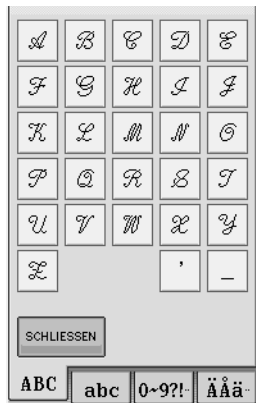 A B C D E
F G H I J
K L M N O
P Q R S T
U V W X Y
Z ' _
SCHLIESSEN
ABC abc 0~9?!·· ÄÅä··